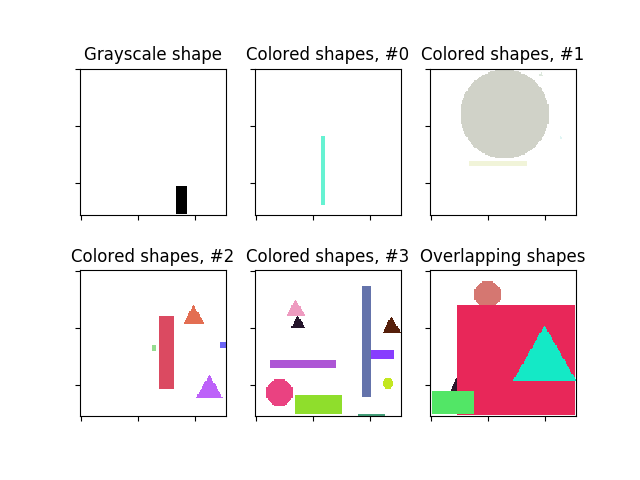 Grayscale shape
Colored shapes, #0
Colored shapes, #1
Colored shapes, #2
Colored shapes, #3
Overlapping shapes